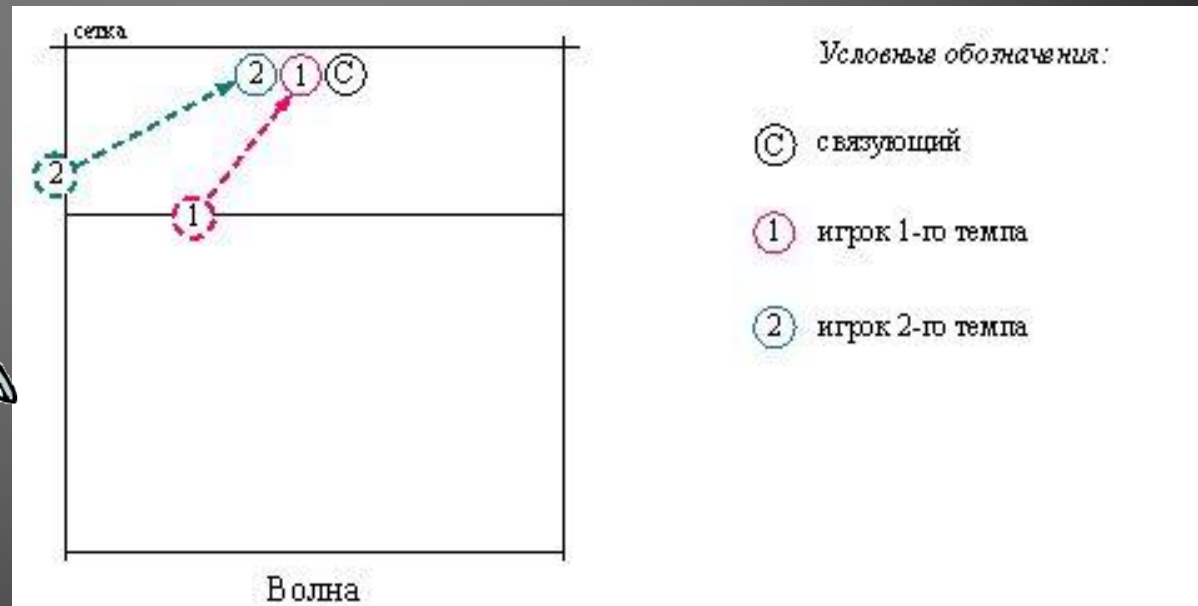 сетка
2 1 С
2
1
Волна
Условные обозначения:
С связующий
1 игрок 1-го темпа
2 игрок 2-го темпа